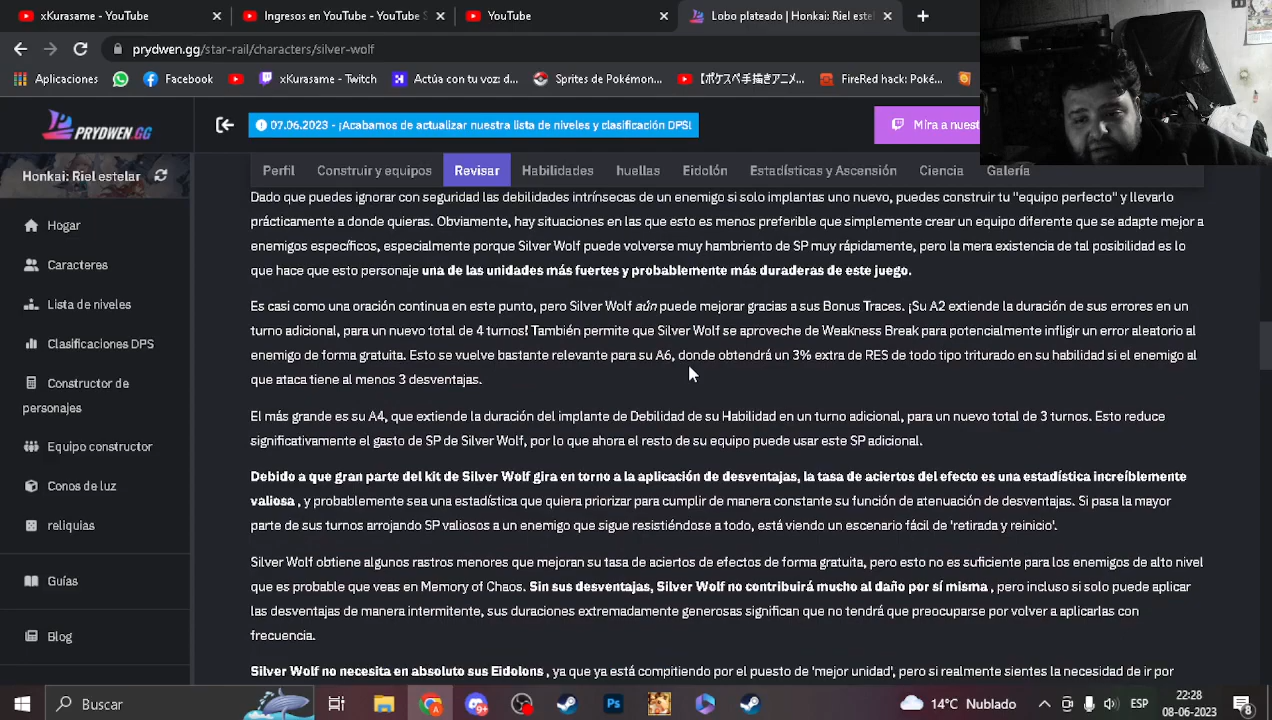 xKurasame - YouTube
Ingresos en YouTube - YouTube S
YouTube
Lobo plateado | Honkai: Riel este
prydwen.gg/star-rail/characters/silver-wolf
Aplicaciones
Facebook
xKurasame - Twitch
Actúa con tu voz: d...
Sprites de Pokémon...
【ポケスペ手描きアニメ...
FireRed hack: Poké...
PRYDWEN.GG
07.06.2023 - ¡Acabamos de actualizar nuestra lista de niveles y clasificación DPS!
Mira a nuest
Honkai: Riel estelar
Perfil
Construir y equipos
Revisar
Habilidades
huellas
Eidolón
Estadísticas y Ascensión
Ciencia
Galería
Hogar
Caracteres
Lista de niveles
Clasificaciones DPS
Constructor de
personajes
Equipo constructor
Conos de luz
reliquias
Guías
Blog
Dado que puedes ignorar con seguridad las debilidades intrínsecas de un enemigo si solo implantas uno nuevo, puedes construir tu "equipo perfecto" y llevarlo
prácticamente a donde quieras. Obviamente, hay situaciones en las que esto es menos preferible que simplemente crear un equipo diferente que se adapte mejor a
enemigos específicos, especialmente porque Silver Wolf puede volverse muy hambriento de SP muy rápidamente, pero la mera existencia de tal posibilidad es lo
que hace que esto personaje una de las unidades más fuertes y probablemente más duraderas de este juego.
Es casi como una oración continua en este punto, pero Silver Wolf aún puede mejorar gracias a sus Bonus Traces. ¡Su A2 extiende la duración de sus errores en un
turno adicional, para un nuevo total de 4 turnos! También permite que Silver Wolf se aproveche de Weakness Break para potencialmente infligir un error aleatorio al
enemigo de forma gratuita. Esto se vuelve bastante relevante para su A6, donde obtendrá un 3% extra de RES de todo tipo triturado en su habilidad si el enemigo al
que ataca tiene al menos 3 desventajas.
El más grande es su A4, que extiende la duración del implante de Debilidad de su Habilidad en un turno adicional, para un nuevo total de 3 turnos. Esto reduce
significativamente el gasto de SP de Silver Wolf, por lo que ahora el resto de su equipo puede usar este SP adicional.
Debido a que gran parte del kit de Silver Wolf gira en torno a la aplicación de desventajas, la tasa de aciertos del efecto es una estadística increíblemente
valiosa , y probablemente sea una estadística que quiera priorizar para cumplir de manera constante su función de atenuación de desventajas. Si pasa la mayor
parte de sus turnos arrojando SP valiosos a un enemigo que sigue resistiéndose a todo, está viendo un escenario fácil de 'retirada y reinicio'.
Silver Wolf obtiene algunos rastros menores que mejoran su tasa de aciertos de efectos de forma gratuita, pero esto no es suficiente para los enemigos de alto nivel
que es probable que veas en Memory of Chaos. Sin sus desventajas, Silver Wolf no contribuirá mucho al daño por sí misma , pero incluso si solo puede aplicar
las desventajas de manera intermitente, sus duraciones extremadamente generosas significan que no tendrá que preocuparse por volver a aplicarlas con
frecuencia.
Silver Wolf no necesita en absoluto sus Eidolons , ya que ya está compitiendo por el puesto de 'mejor unidad', pero si realmente sientes la necesidad de ir por
Buscar
14°C Nublado
ESP
22:28
08-06-2023